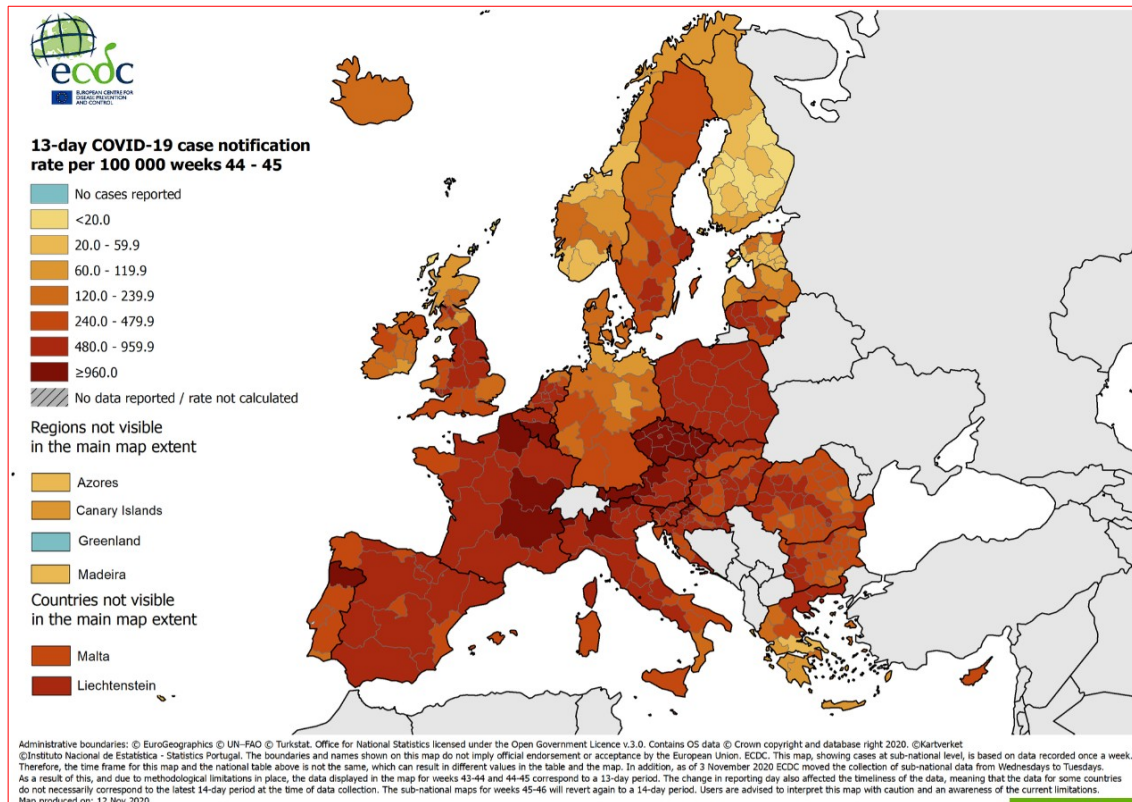 ecdc
EUROPEAN CENTRE FOR
DISEASE PREVENTION
AND CONTROL
13-day COVID-19 case notification
rate per 100 000 weeks 44 - 45
No cases reported
<20.0
20.0 - 59.9
60.0 - 119.9
120.0 - 239.9
240.0 - 479.9
480.0 - 959.9
≥960.0
No data reported / rate not calculated
Regions not visible
in the main map extent
Azores
Canary Islands
Greenland
Madeira
Countries not visible
in the main map extent
Malta
Liechtenstein
Administrative boundaries: © EuroGeographics © UN–FAO © Turkstat. Office for National Statistics licensed under the Open Government Licence v.3.0. Contains OS data © Crown copyright and database right 2020. ©Kartverket
©Instituto Nacional de Estatística - Statistics Portugal. The boundaries and names shown on this map do not imply official endorsement or acceptance by the European Union. ECDC. This map, showing cases at sub-national level, is based on data recorded once a week.
Therefore, the time frame for this map and the national table above is not the same, which can result in different values in the table and the map. In addition, as of 3 November 2020 ECDC moved the collection of sub-national data from Wednesdays to Tuesdays.
As a result of this, and due to methodological limitations in place, the data displayed in the map for weeks 43-44 and 44-45 correspond to a 13-day period. The change in reporting day also affected the timeliness of the data, meaning that the data for some countries
do not necessarily correspond to the latest 14-day period at the time of data collection. The sub-national maps for weeks 45-46 will revert again to a 14-day period. Users are advised to interpret this map with caution and an awareness of the current limitations.
Map produced on: 12 Nov 2020